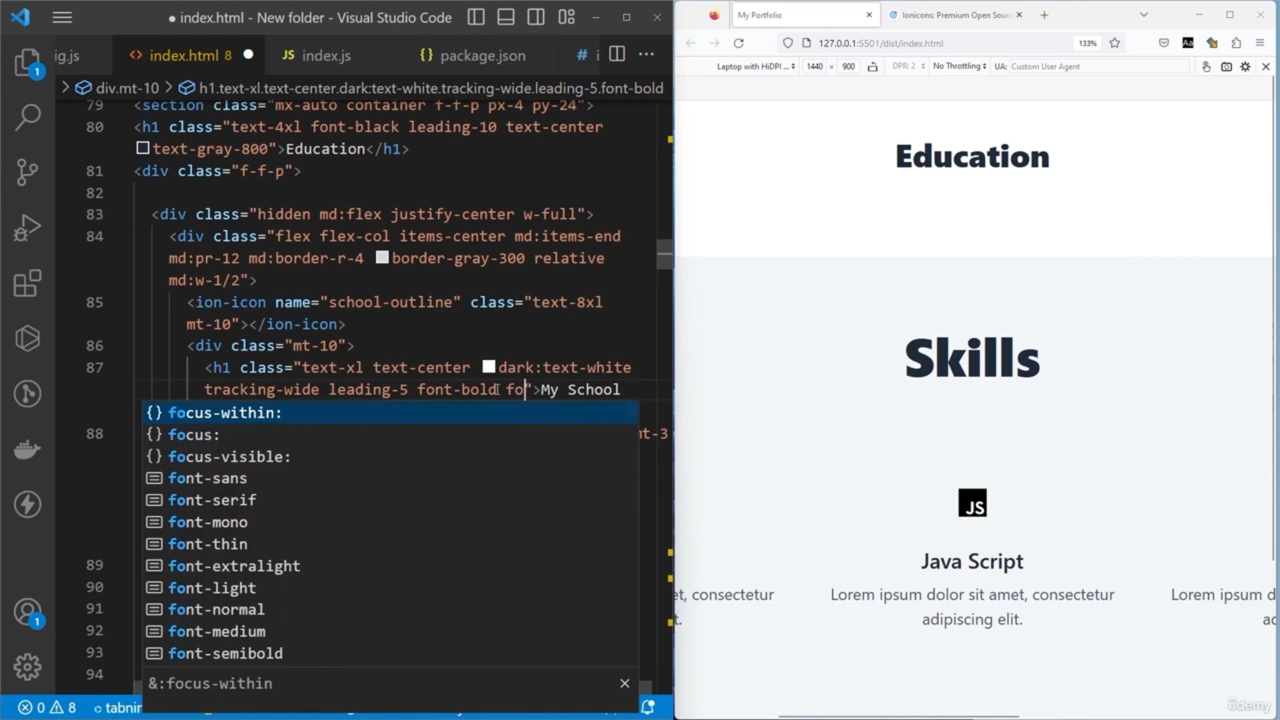 index.html - New folder - Visual Studio Code
ig.js
index.html 8
index.js
package.json
div.mt-10
h1.text-xl.text-center.dark:text-white.tracking-wide.leading-5.font-bold
79 <section class="mx-auto container f-f-p px-4 py-24">
80 <h1 class="text-4xl font-black leading-10 text-center
text-gray-800">Education</h1>
81 <div class="f-f-p">
82
83 <div class="hidden md:flex justify-center w-full">
84 <div class="flex flex-col items-center md:items-end
md:pr-12 md:border-r-4 border-gray-300 relative
md:w-1/2">
85 <ion-icon name="school-outline" class="text-8xl
mt-10"></ion-icon>
86 <div class="mt-10">
87 <h1 class="text-xl text-center dark:text-white
tracking-wide leading-5 font-bold fo">My School
focus-within:
focus:
88 nt-3
focus-visible:
font-sans
font-serif
font-mono
font-thin
89 font-extralight
90 font-light
91 font-normal
92 font-medium
93 font-semibold
94
&:focus-within
0 8
tabnin
1
1
My Portfolio
Ionicons: Premium Open Sour
127.0.0.1:5501/dist/index.html
133%
Laptop with HiDPI ... 1440 × 900 DPR: 2 No Throttling UA: Custom User Agent
Education
Skills
JS
Java Script
et, consectetur
t.
Lorem ipsum dolor sit amet, consectetur
adipiscing elit.
Lorem ipsum d
ac
ûdemy